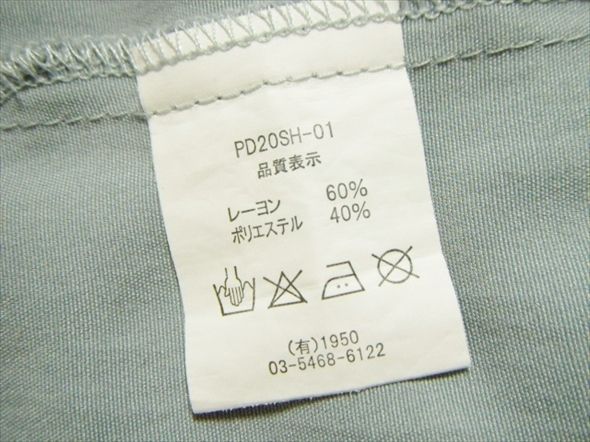 PD20SH-01
品質表示
レーヨン 60%
ポリエステル 40%
(有)1950
03-5468-6122